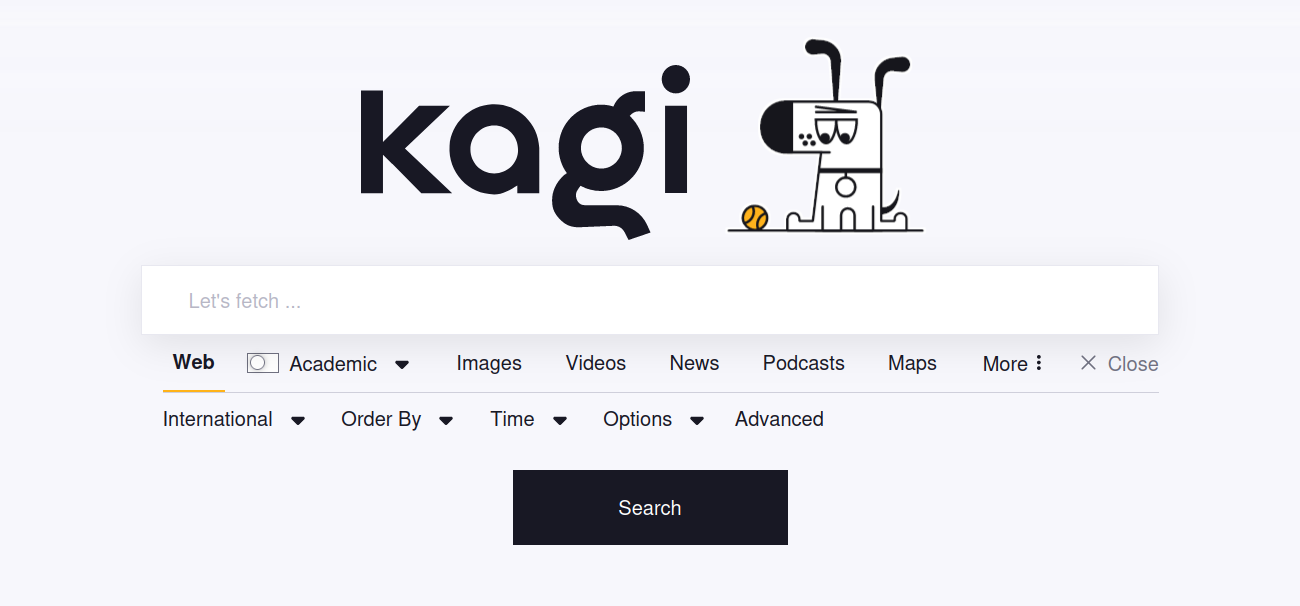 kagi
Let's fetch ...
Web Academic Images Videos News Podcasts Maps More Close
International Order By Time Options Advanced
Search